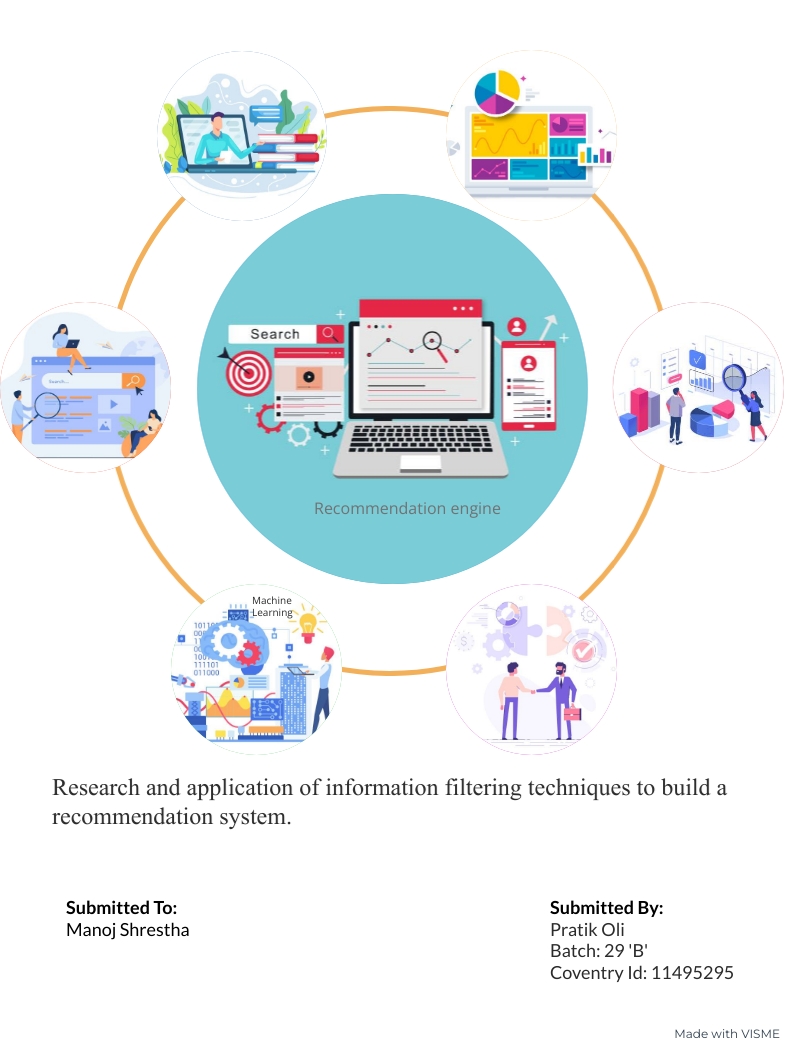 Search
Search...
Recommendation engine
Machine
Learning
111101
011000
Research and application of information filtering techniques to build a
recommendation system.
Submitted To:
Manoj Shrestha
Submitted By:
Pratik Oli
Batch: 29 'B'
Coventry Id: 11495295
Made with VISME